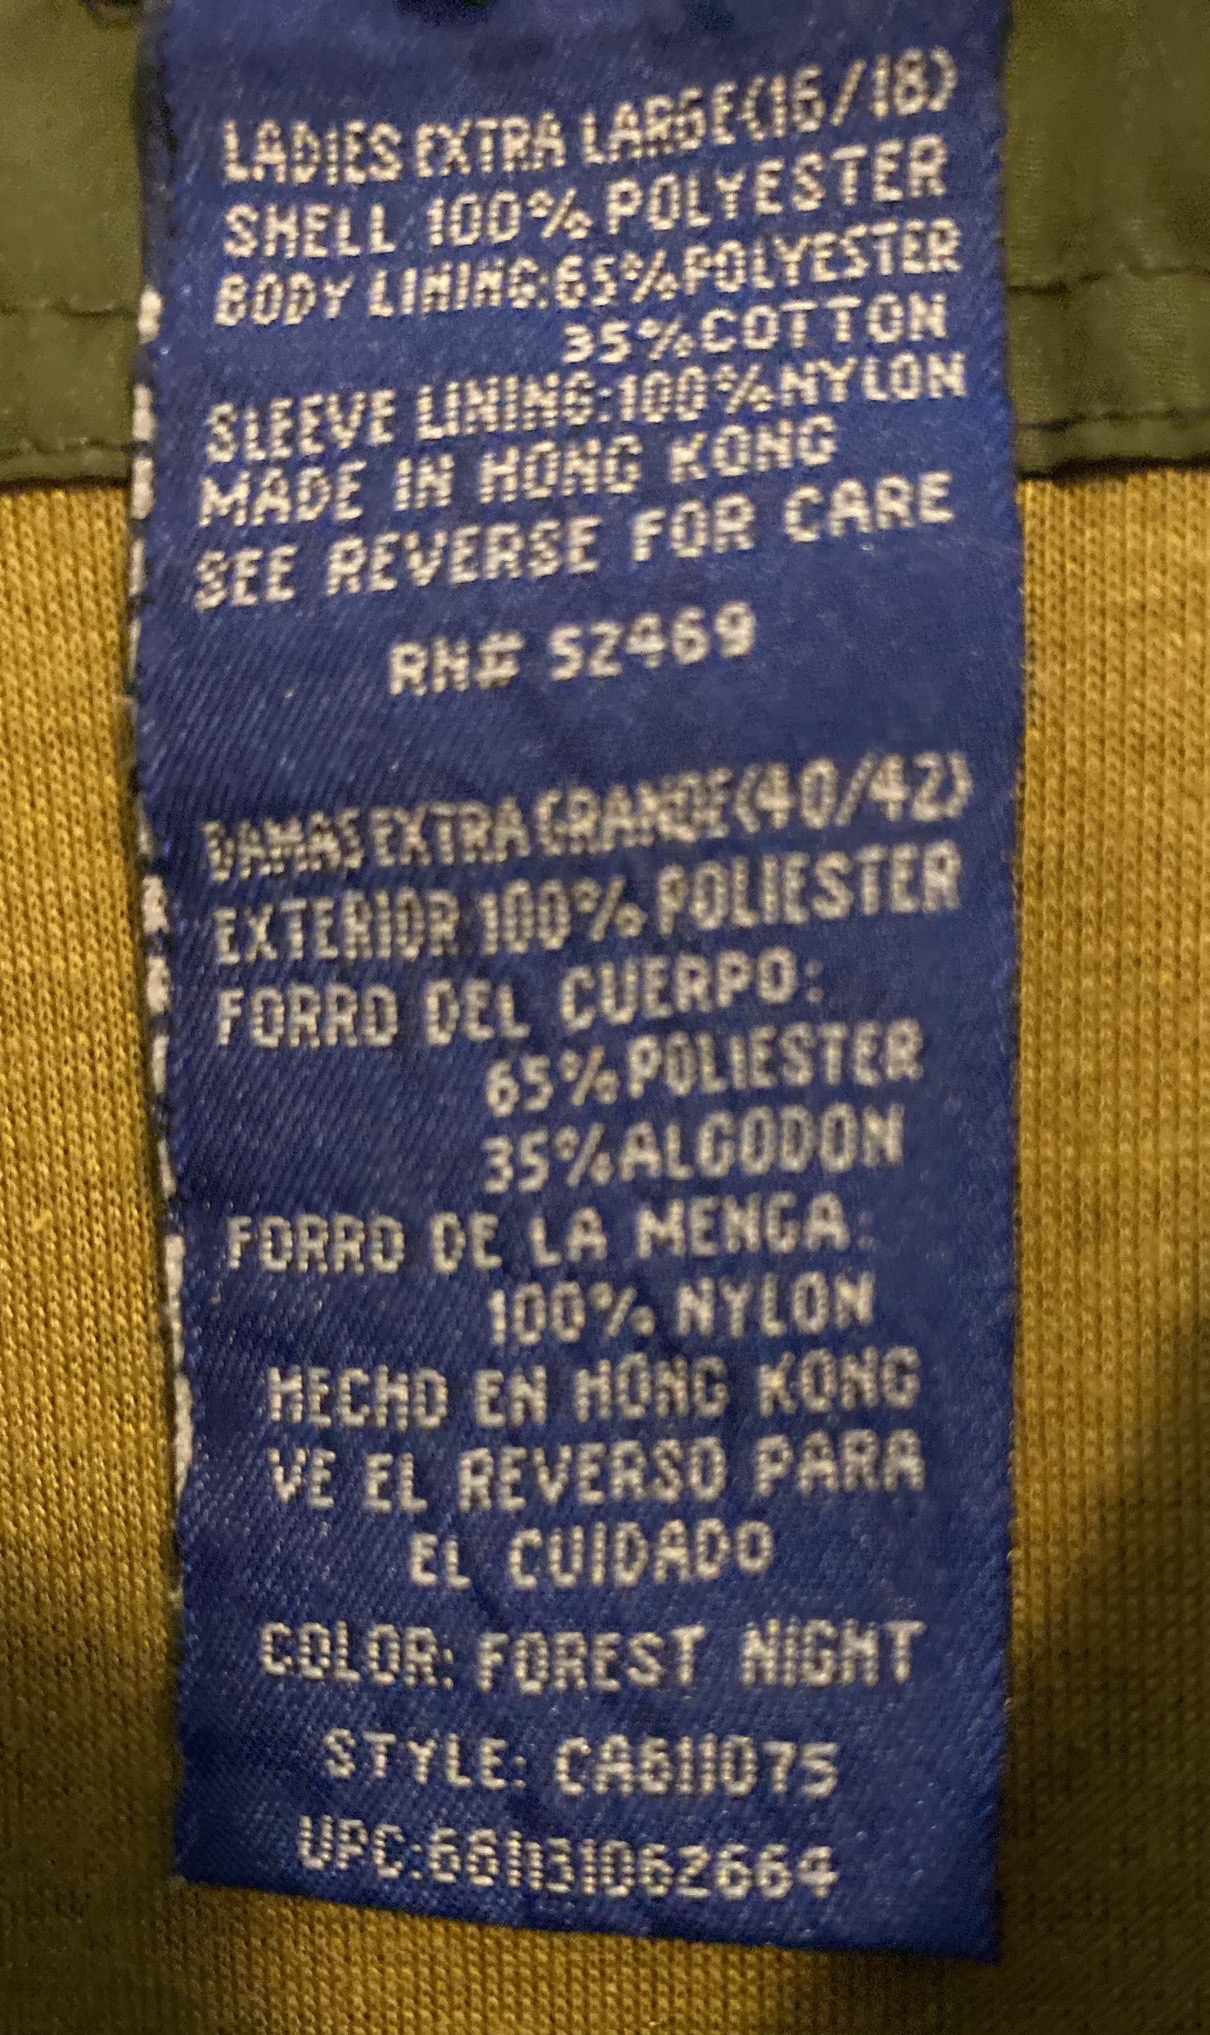 LADIES EXTRA LARGE(16/18)
SHELL 100% POLYESTER
BODY LINING:65%POLYESTER
35%COTTON
SLEEVE LINING:100%NYLON
MADE IN HONG KONG
SEE REVERSE FOR CARE
RN# 52469
DAMAS EXTRA GRANDE(40/42)
EXTERIOR 100% POLIESTER
FORRO DEL CUERPO:
65%POLIESTER
35%ALGODON
FORRO DE LA MENGA:
100% NYLON
HECHO EN HONG KONG
VE EL REVERSO PARA
EL CUIDADO
COLOR: FOREST NIGHT
STYLE: CA611075
UPC: